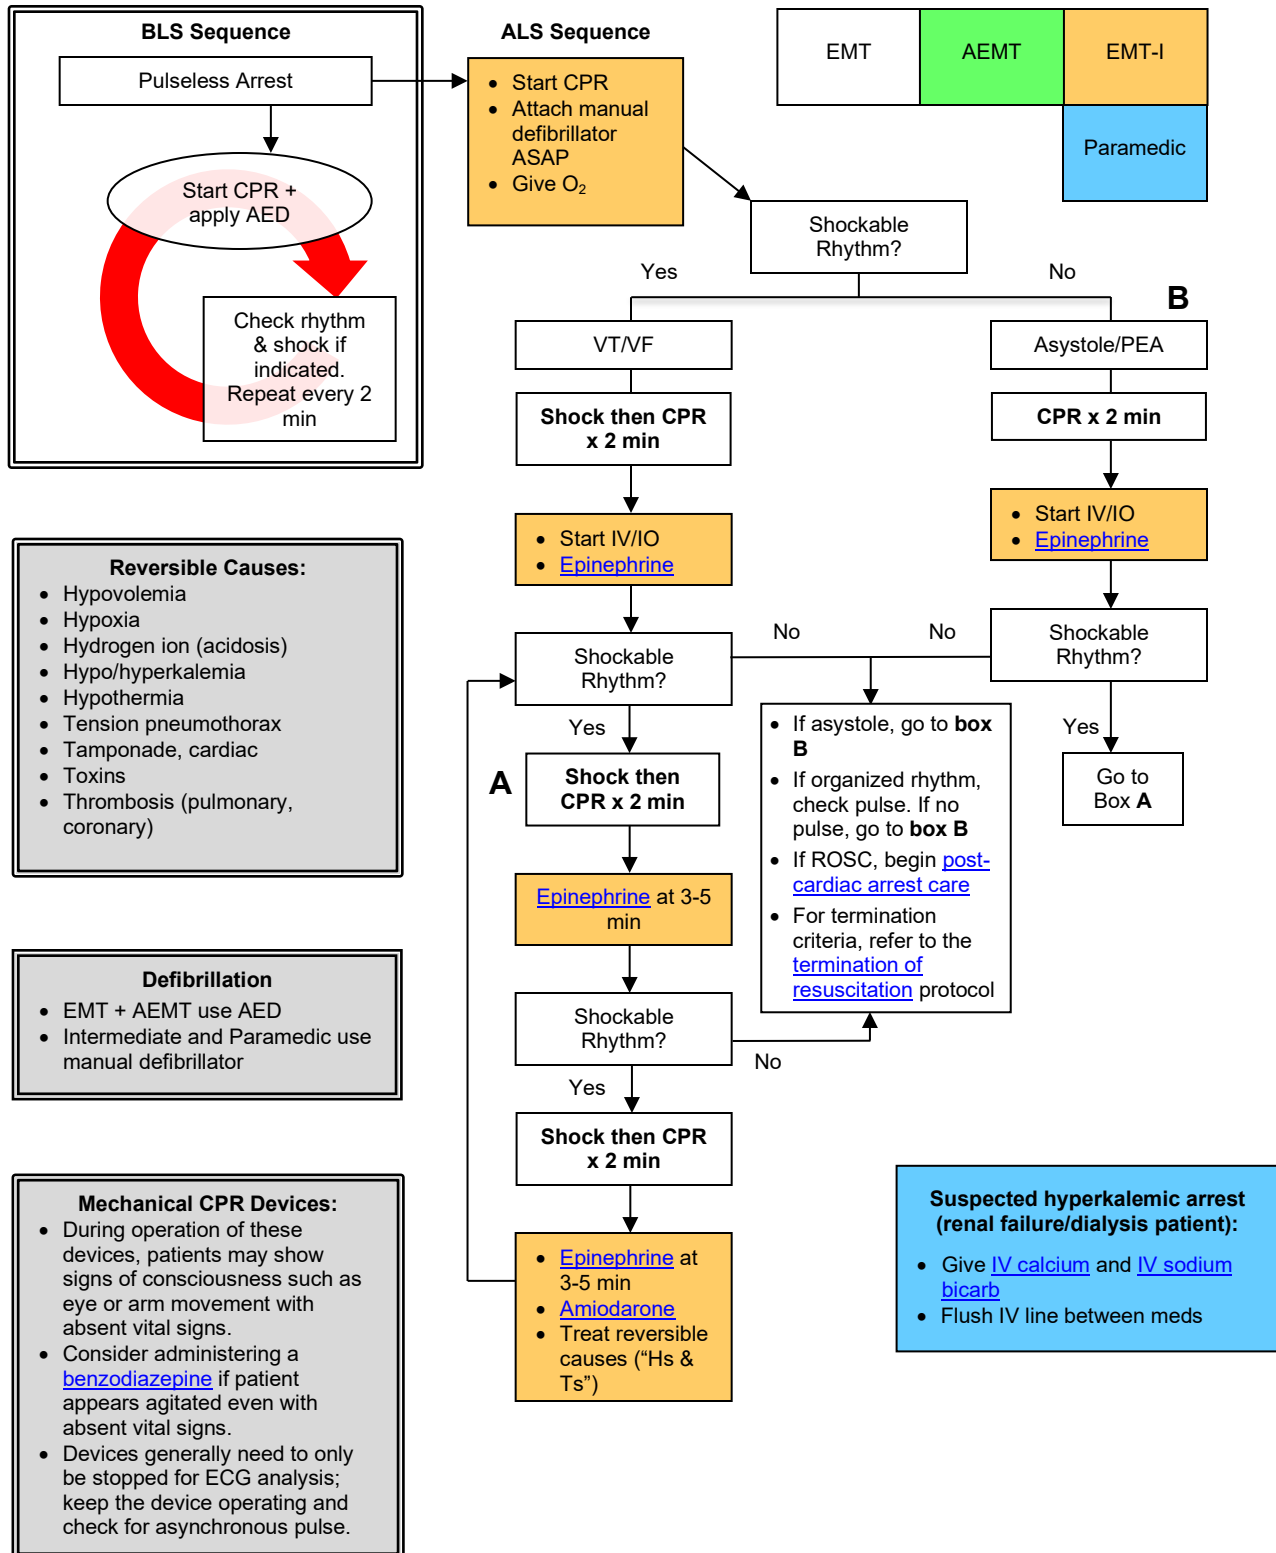 BLS Sequence
Pulseless Arrest
Start CPR +
apply AED
Check rhythm
& shock if
indicated.
Repeat every 2
min
ALS Sequence
• Start CPR
• Attach manual
defibrillator
ASAP
• Give O₂
EMT
AEMT
EMT-I
Paramedic
Shockable
Rhythm?
Yes
No
B
VT/VF
Asystole/PEA
Shock then CPR
x 2 min
CPR x 2 min
• Start IV/IO
• Epinephrine
• Start IV/IO
• Epinephrine
Shockable
Rhythm?
No
No
Shockable
Rhythm?
Yes
Yes
A
Shock then
CPR x 2 min
• If asystole, go to box
B
• If organized rhythm,
check pulse. If no
pulse, go to box B
• If ROSC, begin post-
cardiac arrest care
• For termination
criteria, refer to the
termination of
resuscitation protocol
Go to
Box A
Epinephrine at 3-5
min
Shockable
Rhythm?
No
Yes
Shock then CPR
x 2 min
• Epinephrine at
3-5 min
• Amiodarone
• Treat reversible
causes (“Hs &
Ts”)
Reversible Causes:
• Hypovolemia
• Hypoxia
• Hydrogen ion (acidosis)
• Hypo/hyperkalemia
• Hypothermia
• Tension pneumothorax
• Tamponade, cardiac
• Toxins
• Thrombosis (pulmonary,
coronary)
Defibrillation
• EMT + AEMT use AED
• Intermediate and Paramedic use
manual defibrillator
Mechanical CPR Devices:
• During operation of these
devices, patients may show
signs of consciousness such as
eye or arm movement with
absent vital signs.
• Consider administering a
benzodiazepine if patient
appears agitated even with
absent vital signs.
• Devices generally need to only
be stopped for ECG analysis;
keep the device operating and
check for asynchronous pulse.
Suspected hyperkalemic arrest
(renal failure/dialysis patient):
• Give IV calcium and IV sodium
bicarb
• Flush IV line between meds